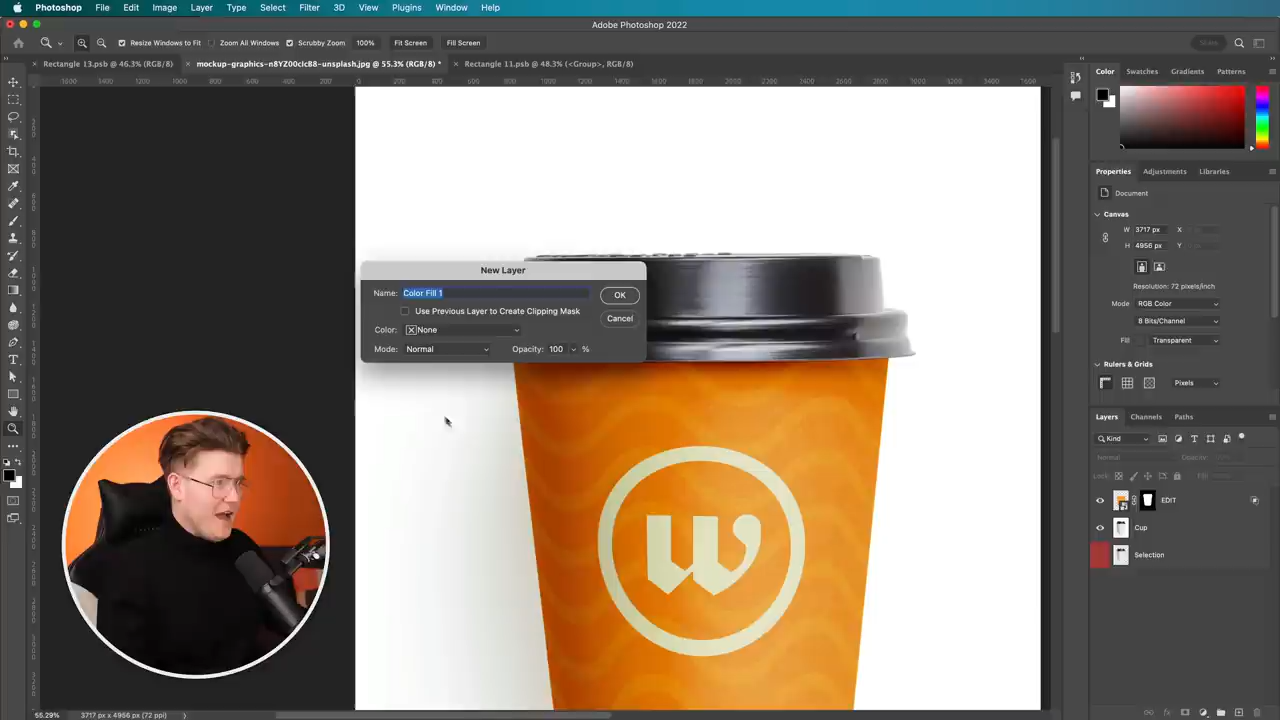 Photoshop File Edit Image Layer Type Select Filter 3D View Plugins Window Help
Adobe Photoshop 2022
Resize Windows to Fit Zoom All Windows Scrubby Zoom 100% Fit Screen Fill Screen Share
Rectangle 13.psb @ 46.3% (RGB/8) mockup-graphics-n8YZ00clc88-unsplash.jpg @ 55.3% (RGB/8) * Rectangle 11.psb @ 48.3% (<Group>, RGB/8)
Color Swatches Gradients Patterns
Properties Adjustments Libraries
Document
Canvas
W 3717 px X
H 4956 px Y
Resolution: 72 pixels/inch
Mode RGB Color
8 Bits/Channel
Fill Transparent
Rulers & Grids
Pixels
New Layer
Name: Color Fill 1
OK
Use Previous Layer to Create Clipping Mask
Cancel
Color: None
Mode: Normal Opacity: 100 %
w
Layers Channels Paths
Kind
Normal Opacity:
Lock: Fill:
EDIT
Cup
Selection
55.29% 3717 px x 4956 px (72 ppi)